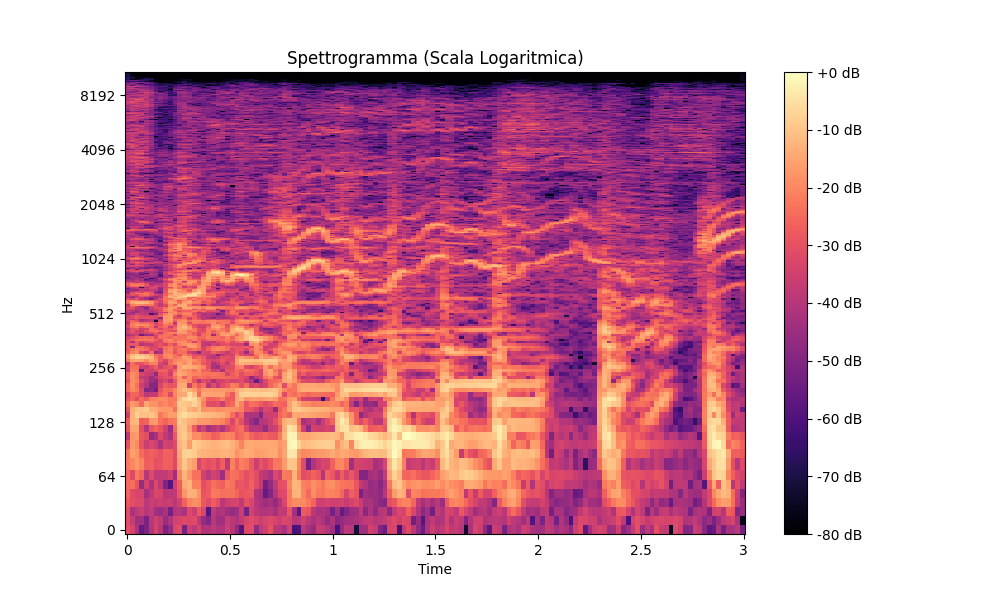 Spettrogramma (Scala Logaritmica)
Hz
8192
4096
2048
1024
512
256
128
64
0
0
0.5
1
1.5
2
2.5
3
Time
+0 dB
-10 dB
-20 dB
-30 dB
-40 dB
-50 dB
-60 dB
-70 dB
-80 dB